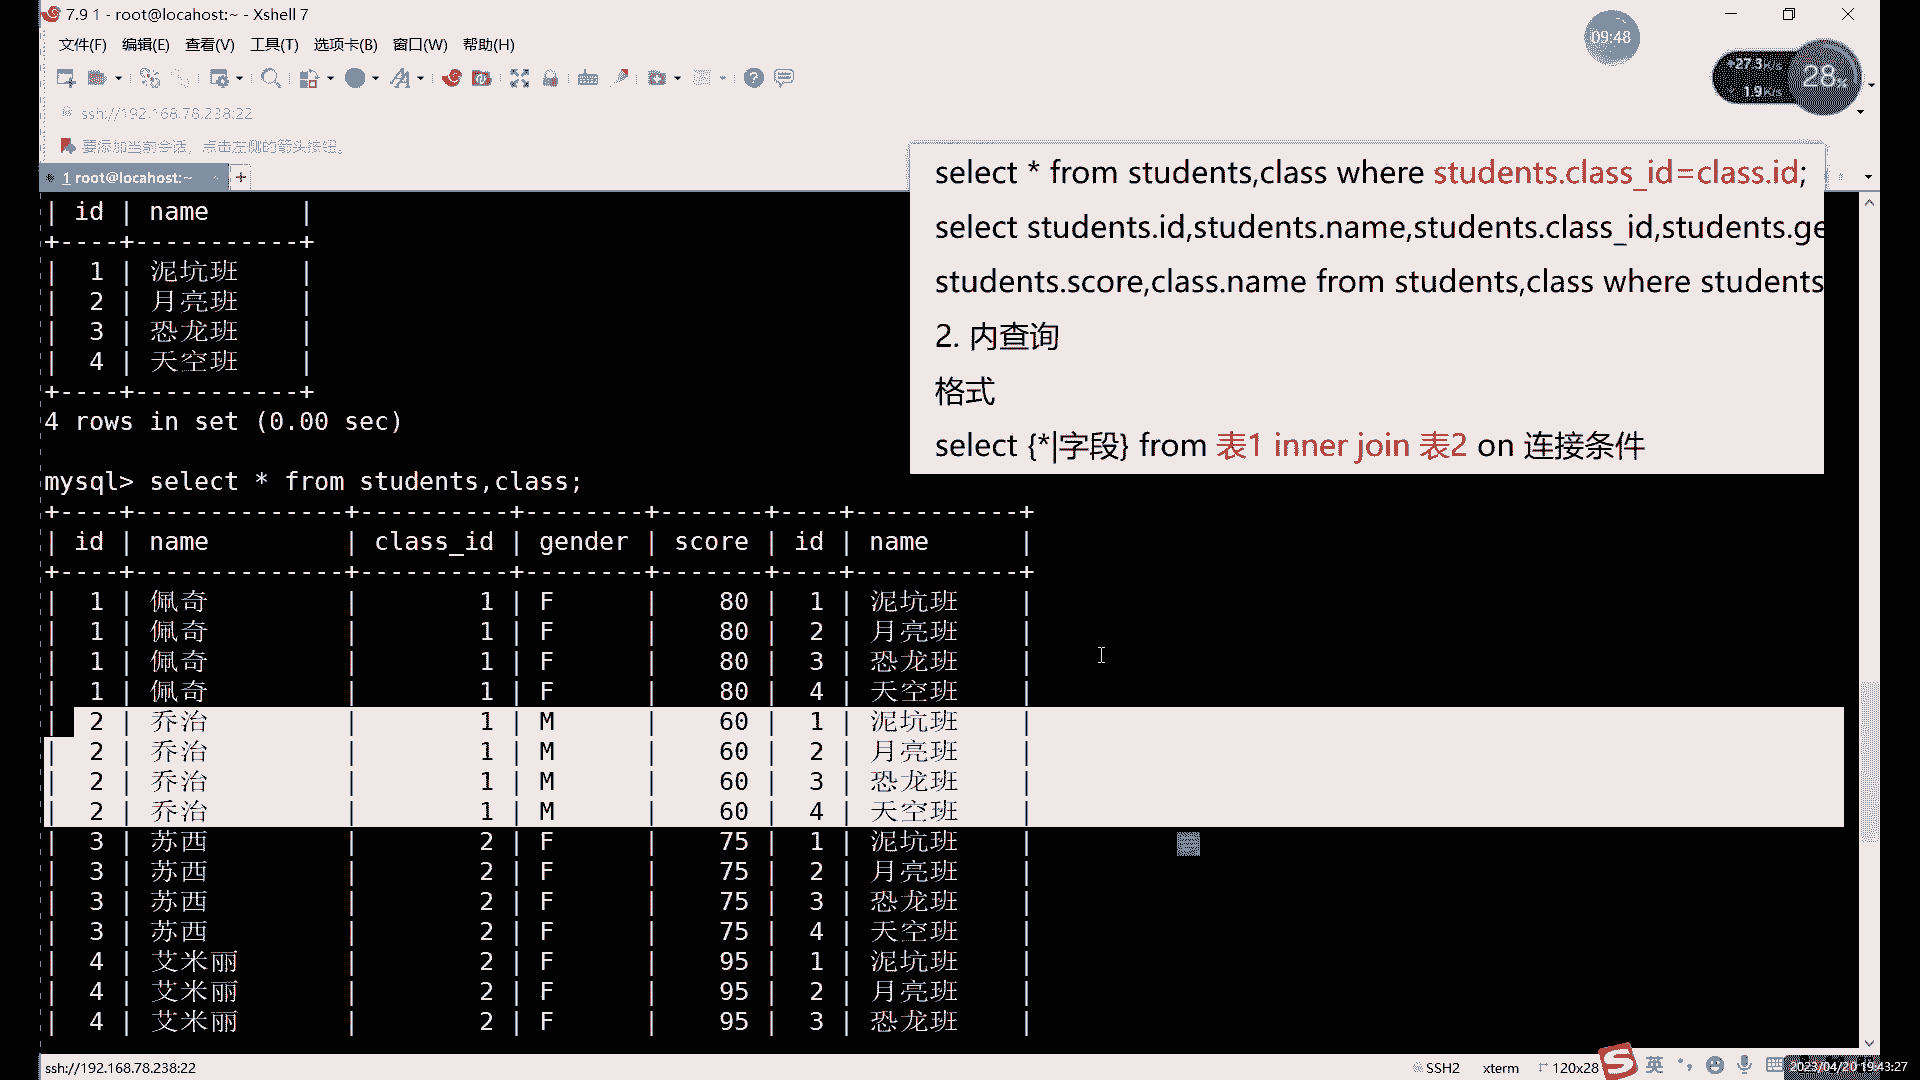 7.9 1 - root@locahost:~ - Xshell 7
文件(F) 编辑(E) 查看(V) 工具(T) 选项卡(B) 窗口(W) 帮助(H)
09:48
27.3K/s
1.9K/s
28%
ssh://192.168.78.238:22
要添加当前会话，点击左侧的箭头按钮。
1 root@locahost:~
+
select * from students,class where students.class_id=class.id;
select students.id,students.name,students.class_id,students.ge
students.score,class.name from students,class where students
2. 内查询
格式
select {*|字段} from 表1 inner join 表2 on 连接条件
| id | name |
+----+-----------+
| 1 | 泥坑班 |
| 2 | 月亮班 |
| 3 | 恐龙班 |
| 4 | 天空班 |
+----+-----------+
4 rows in set (0.00 sec)
mysql> select * from students,class;
+----+--------------+----------+--------+-------+----+-----------+
| id | name | class_id | gender | score | id | name |
+----+--------------+----------+--------+-------+----+-----------+
| 1 | 佩奇 | 1 | F | 80 | 1 | 泥坑班 |
| 1 | 佩奇 | 1 | F | 80 | 2 | 月亮班 |
| 1 | 佩奇 | 1 | F | 80 | 3 | 恐龙班 |
| 1 | 佩奇 | 1 | F | 80 | 4 | 天空班 |
| 2 | 乔治 | 1 | M | 60 | 1 | 泥坑班 |
| 2 | 乔治 | 1 | M | 60 | 2 | 月亮班 |
| 2 | 乔治 | 1 | M | 60 | 3 | 恐龙班 |
| 2 | 乔治 | 1 | M | 60 | 4 | 天空班 |
| 3 | 苏西 | 2 | F | 75 | 1 | 泥坑班 |
| 3 | 苏西 | 2 | F | 75 | 2 | 月亮班 |
| 3 | 苏西 | 2 | F | 75 | 3 | 恐龙班 |
| 3 | 苏西 | 2 | F | 75 | 4 | 天空班 |
| 4 | 艾米丽 | 2 | F | 95 | 1 | 泥坑班 |
| 4 | 艾米丽 | 2 | F | 95 | 2 | 月亮班 |
| 4 | 艾米丽 | 2 | F | 95 | 3 | 恐龙班 |
ssh://192.168.78.238:22
SSH2 xterm 120x28
英
2023/04/20 19:43:27